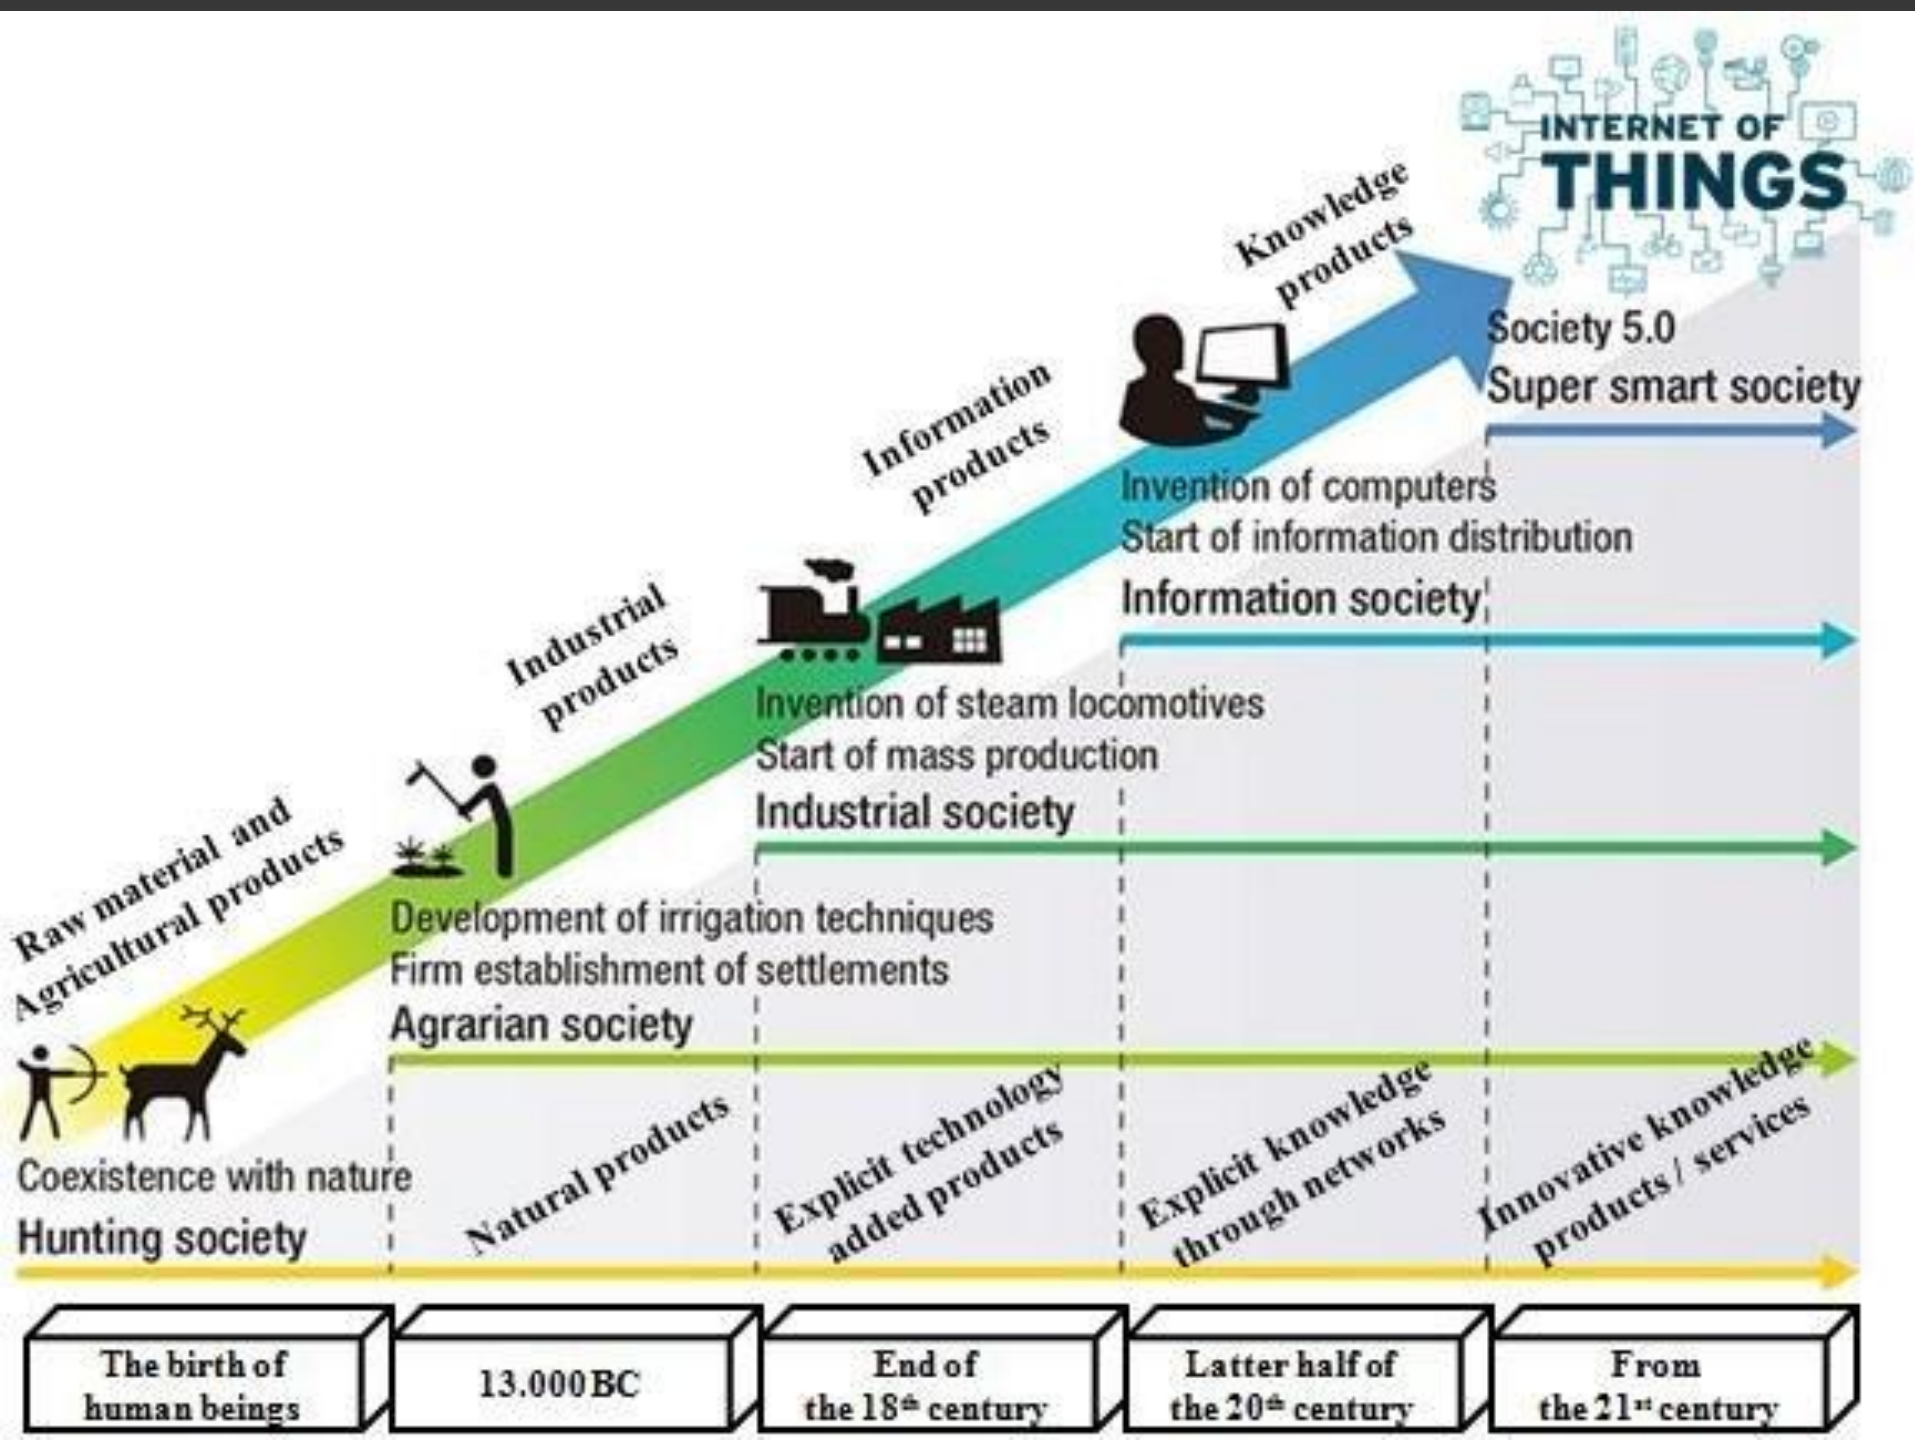 INTERNET OF
THINGS
Knowledge
products
Society 5.0
Super smart society
Information
products
Invention of computers
Start of information distribution
Information society
Industrial
products
Invention of steam locomotives
Start of mass production
Industrial society
Raw material and
Agricultural products
Development of irrigation techniques
Firm establishment of settlements
Agrarian society
Coexistence with nature
Hunting society
Natural products
Explicit technology
added products
Explicit knowledge
through networks
Innovative knowledge
products / services
The birth of
human beings
13.000 BC
End of
the 18th century
Latter half of
the 20th century
From
the 21st century